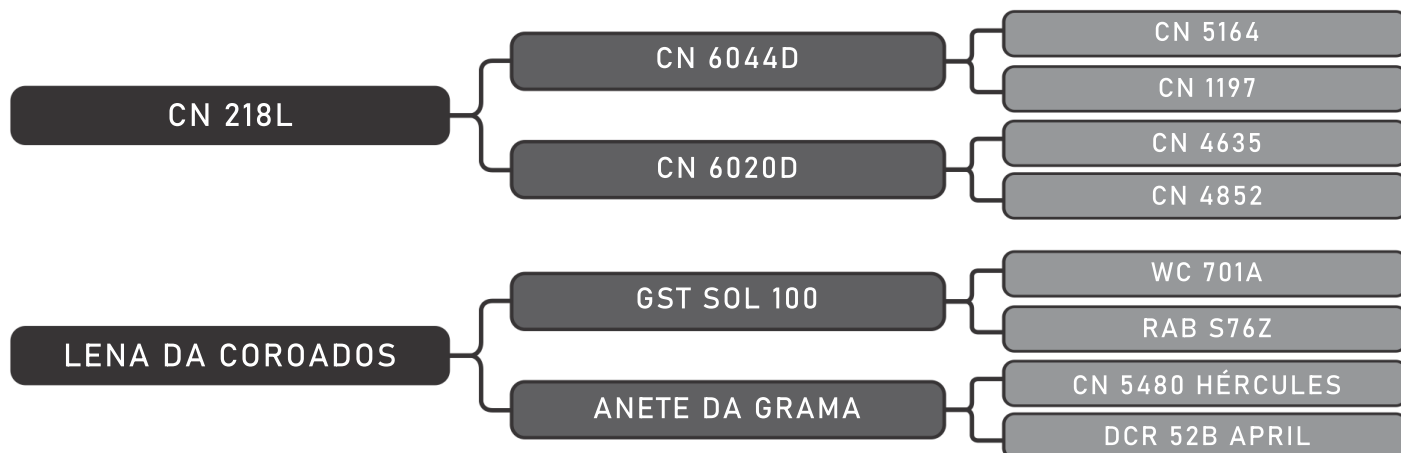 CN 218L
CN 6044D
CN 5164
CN 1197
CN 6020D
CN 4635
CN 4852
LENA DA COROADOS
GST SOL 100
WC 701A
RAB S76Z
ANETE DA GRAMA
CN 5480 HÉRCULES
DCR 52B APRIL